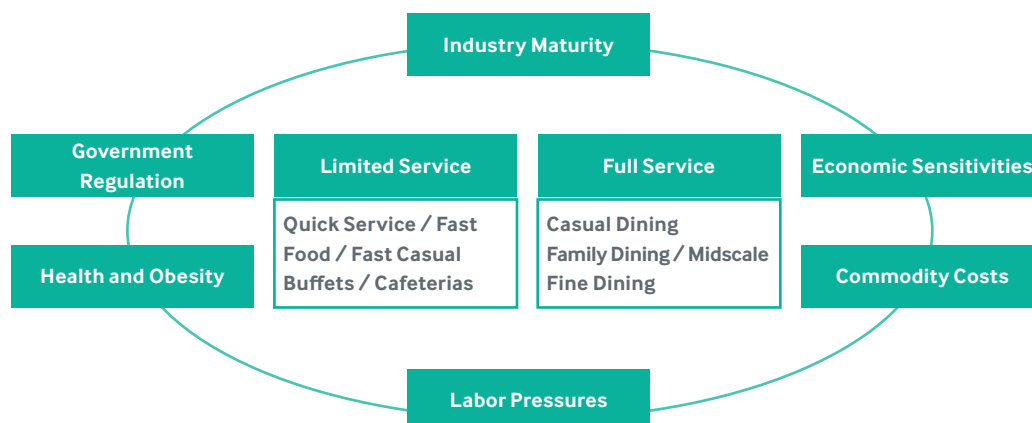 Industry Maturity
Government
Regulation
Limited Service
Full Service
Economic Sensitivities
Quick Service / Fast
Food / Fast Casual
Buffets / Cafeterias
Casual Dining
Family Dining / Midscale
Fine Dining
Health and Obesity
Commodity Costs
Labor Pressures